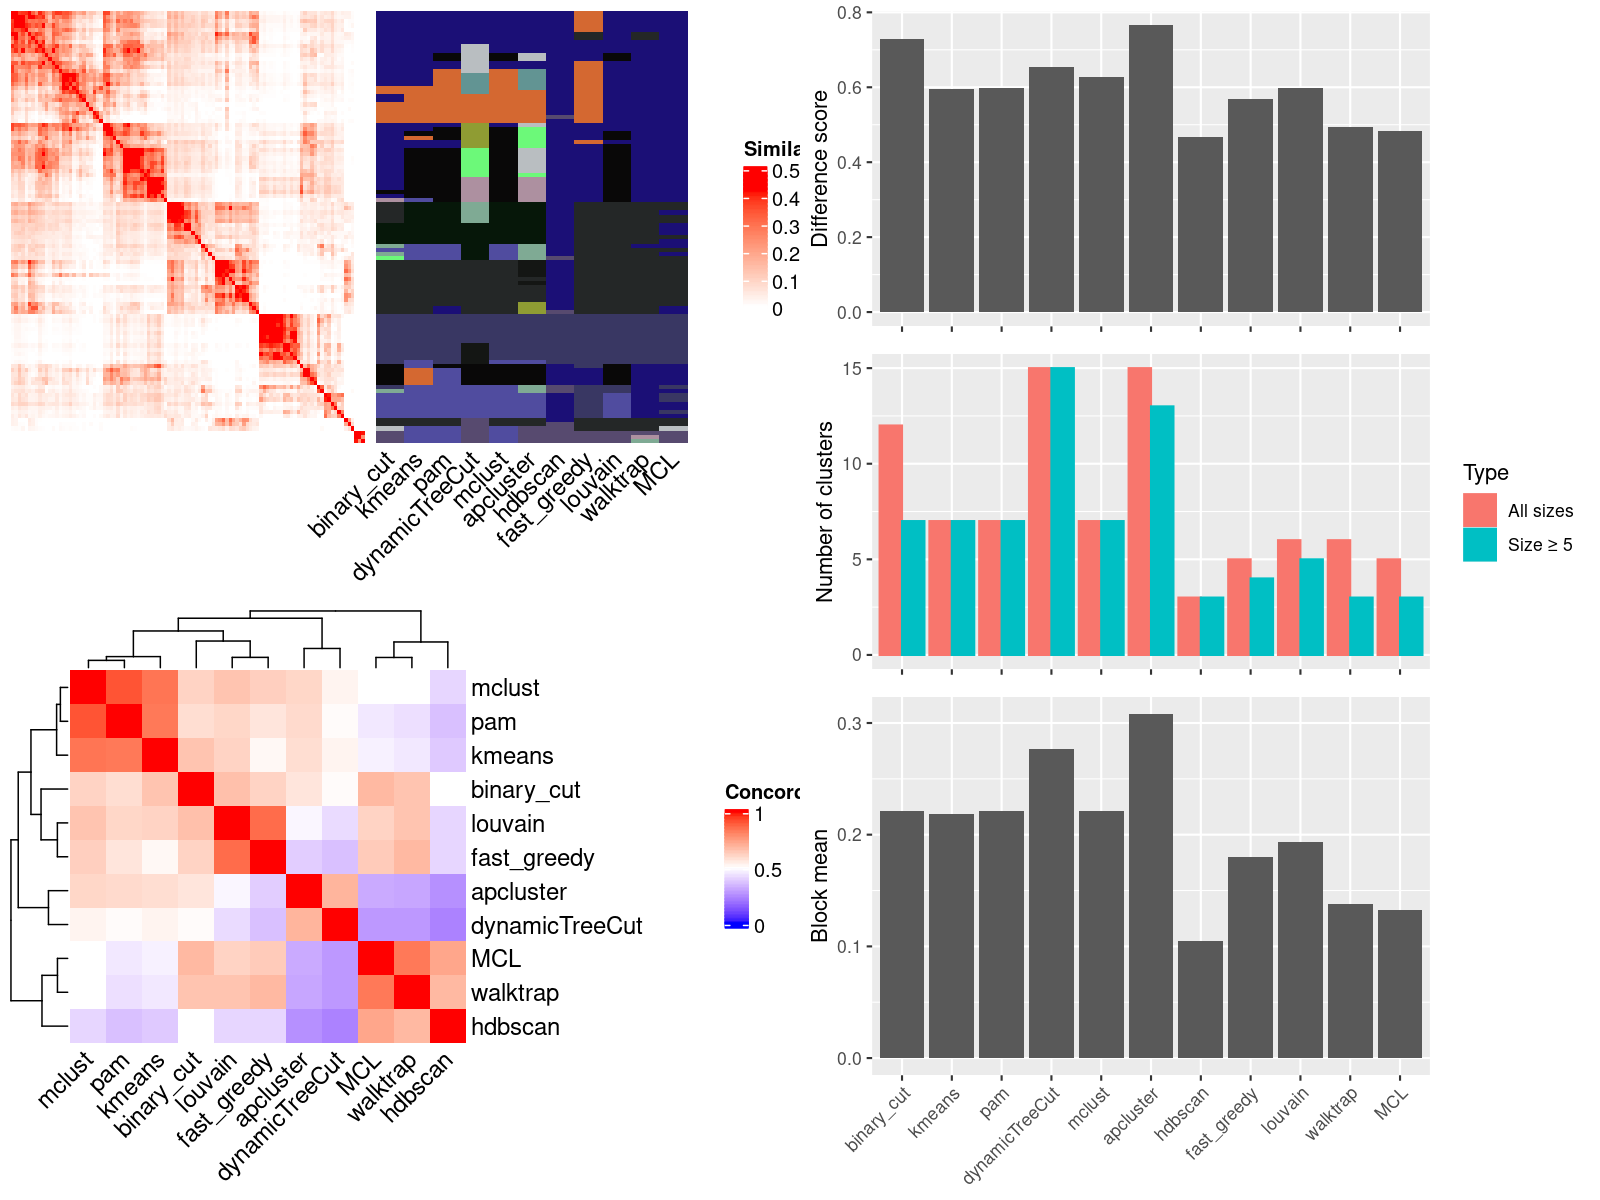 Simila
0.5
0.4
0.3
0.2
0.1
0
binary_cut
kmeans
pam
dynamicTreeCut
mclust
apcluster
hdbscan
fast_greedy
louvain
walktrap
MCL
mclust
pam
kmeans
binary_cut
louvain
fast_greedy
apcluster
dynamicTreeCut
MCL
walktrap
hdbscan
mclust
pam
kmeans
binary_cut
louvain
fast_greedy
apcluster
dynamicTreeCut
MCL
walktrap
hdbscan
Concord
1
0.5
0
Difference score
0.8
0.6
0.4
0.2
0.0
Number of clusters
15
10
5
0
Type
All sizes
Size ≥ 5
Block mean
0.3
0.2
0.1
0.0
binary_cut
kmeans
pam
dynamicTreeCut
mclust
apcluster
hdbscan
fast_greedy
louvain
walktrap
MCL